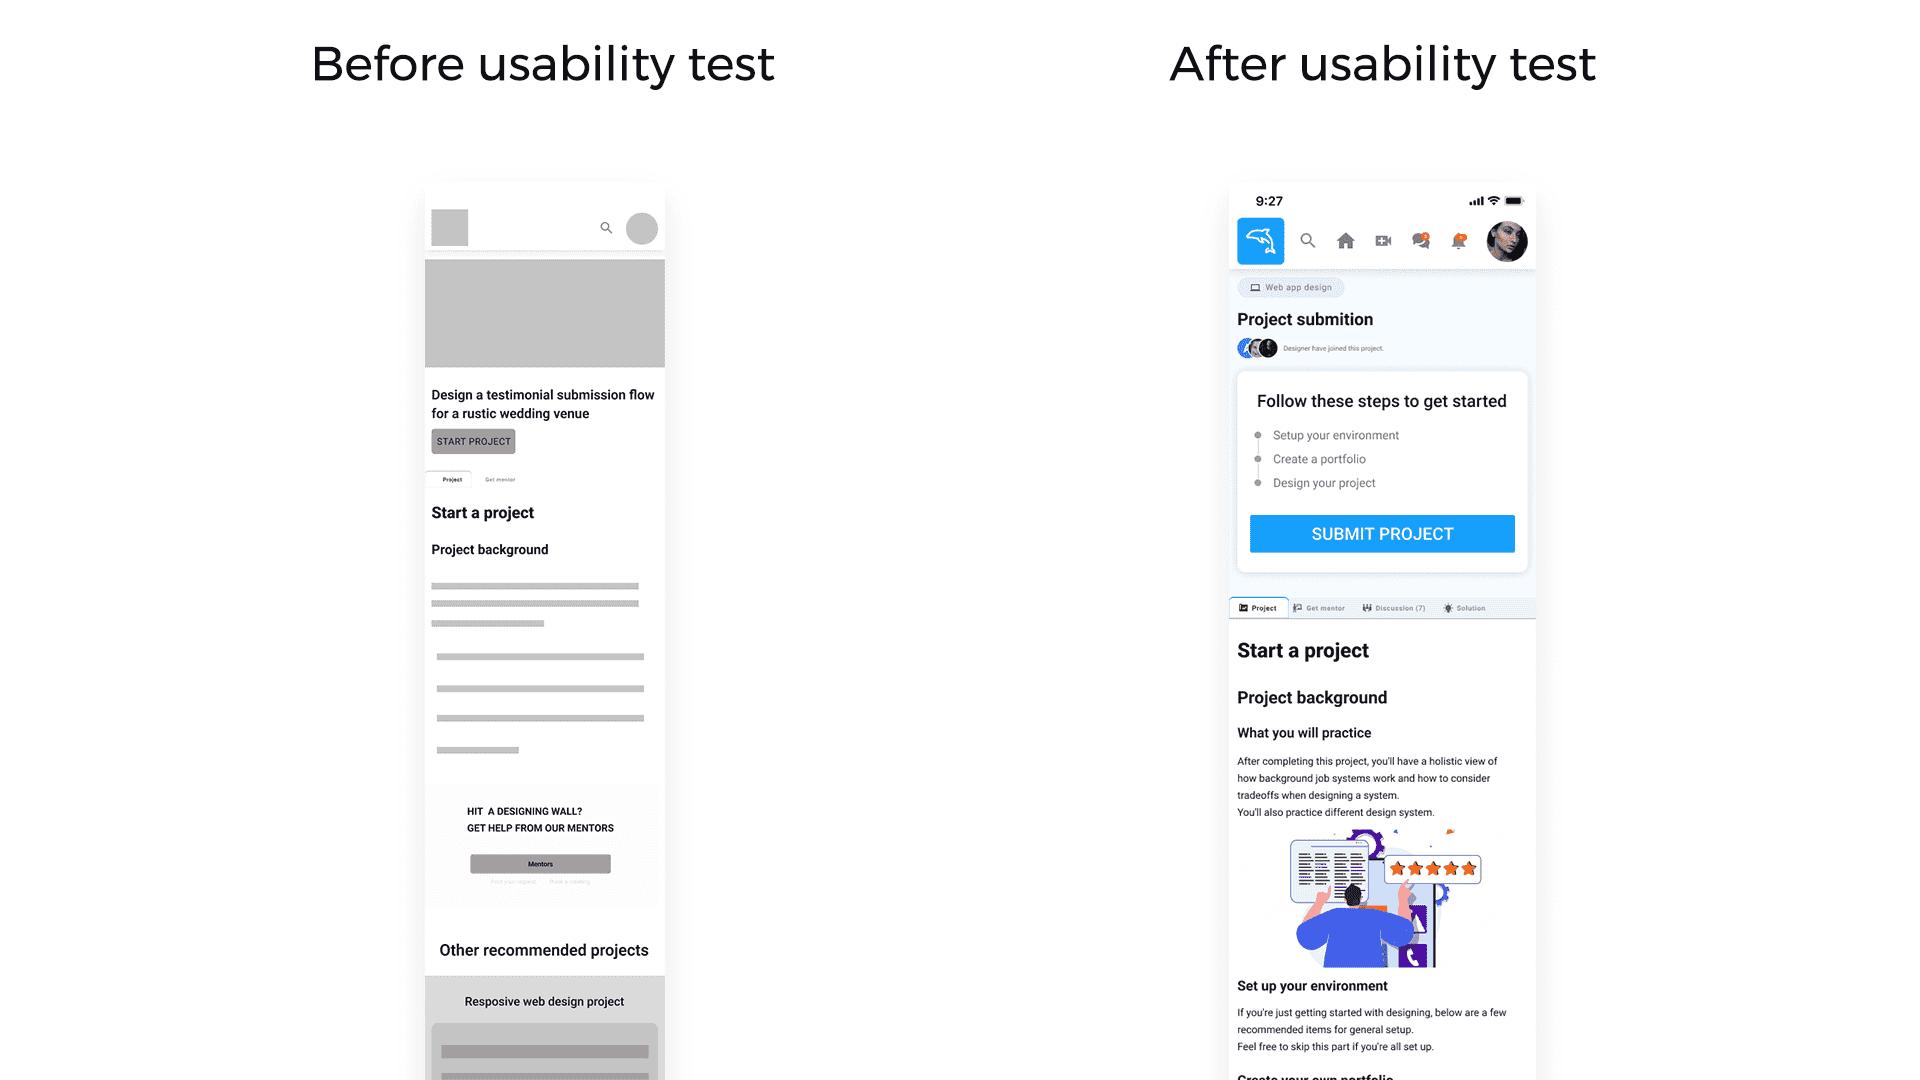 Before usability test
After usability test
Design a testimonial submission flow
for a rustic wedding venue
START PROJECT
Project
Get mentor
Start a project
Project background
HIT A DESIGNING WALL?
GET HELP FROM OUR MENTORS
Mentors
Other recommended projects
Resposive web design project
9:27
Web app design
Project submition
Designer have joined this project.
Follow these steps to get started
Setup your environment
Create a portfolio
Design your project
SUBMIT PROJECT
Project
Get mentor
Discussion (7)
Solution
Start a project
Project background
What you will practice
After completing this project, you'll have a holistic view of
how background job systems work and how to consider
tradeoffs when designing a system.
You'll also practice different design system.
Set up your environment
If you're just getting started with designing, below are a few
recommended items for general setup.
Feel free to skip this part if you're all set up.
Create your own portfolio